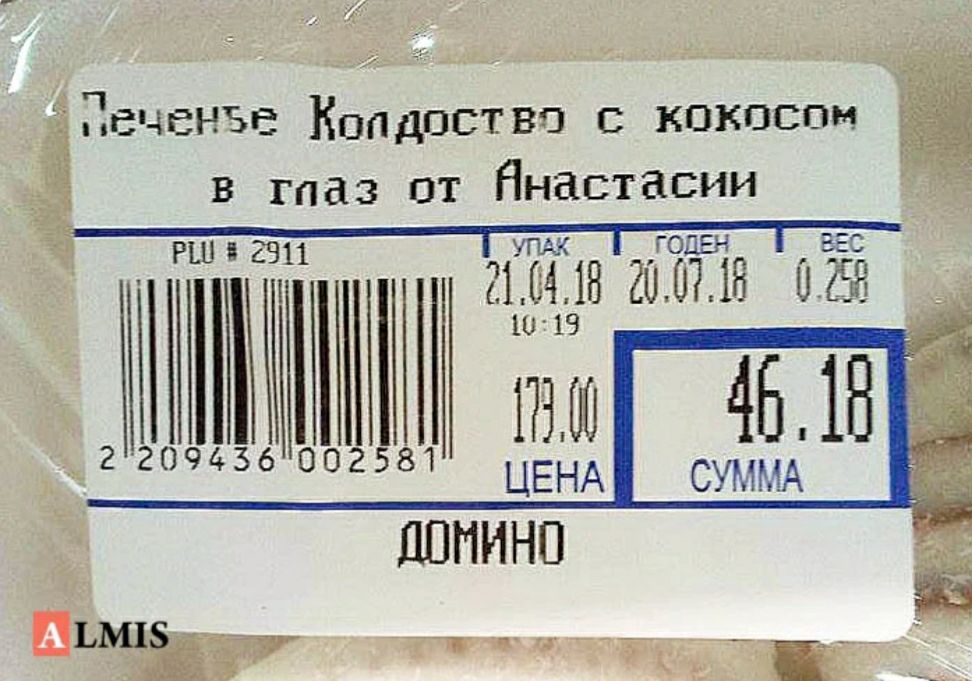 Печенье Колдоство с кокосом
в глаз от Анастасии
PLU # 2911
УПАК ГОДЕН ВЕС
21.04.18 20.07.18 0.258
10:19
179.00 46.18
2 209436 002581
ЦЕНА СУММА
ДОМИНО
ALMIS